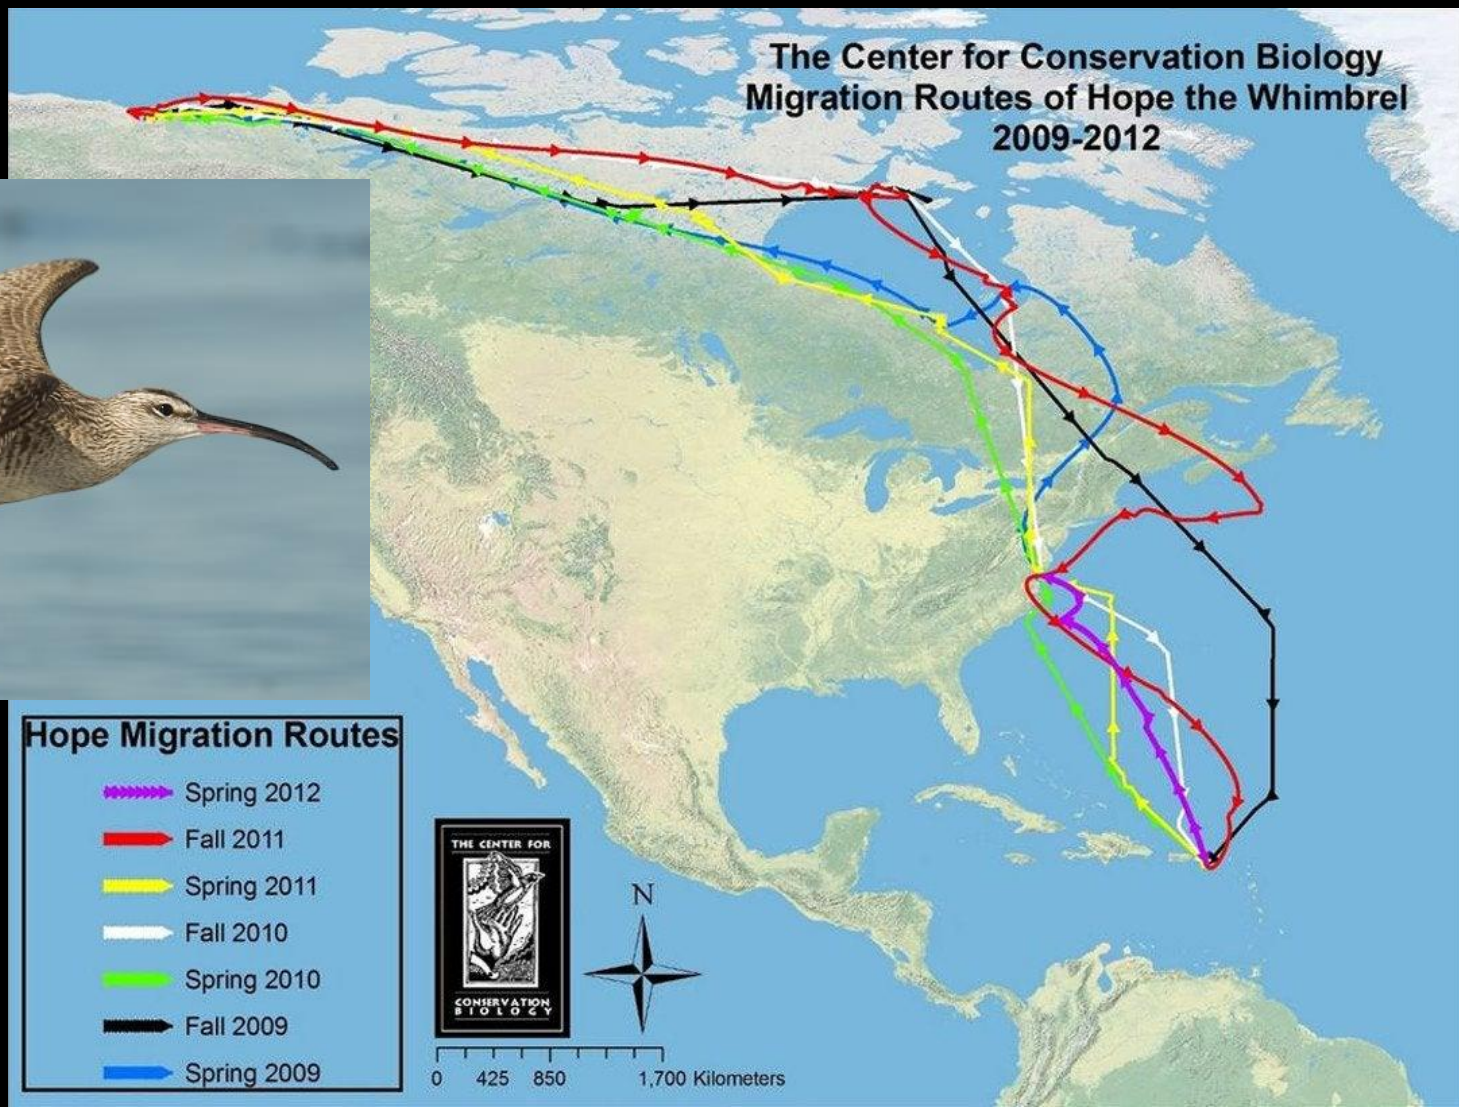 The Center for Conservation Biology
Migration Routes of Hope the Whimbrel
2009-2012
Hope Migration Routes
Spring 2012
Fall 2011
Spring 2011
Fall 2010
Spring 2010
Fall 2009
Spring 2009
THE CENTER FOR
CONSERVATION
BIOLOGY
N
0 425 850 1,700 Kilometers